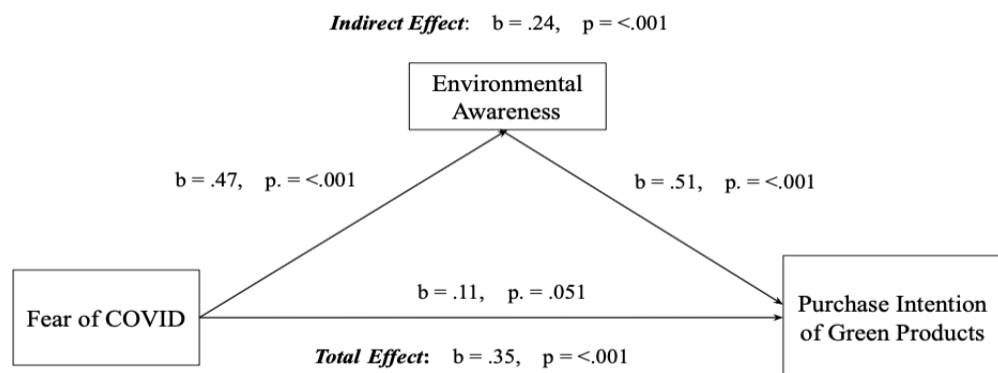 Indirect Effect: b = .24, p = <.001
Environmental
Awareness
b = .47, p. = <.001
b = .51, p. = <.001
Fear of COVID
b = .11, p. = .051
Purchase Intention
of Green Products
Total Effect: b = .35, p = <.001